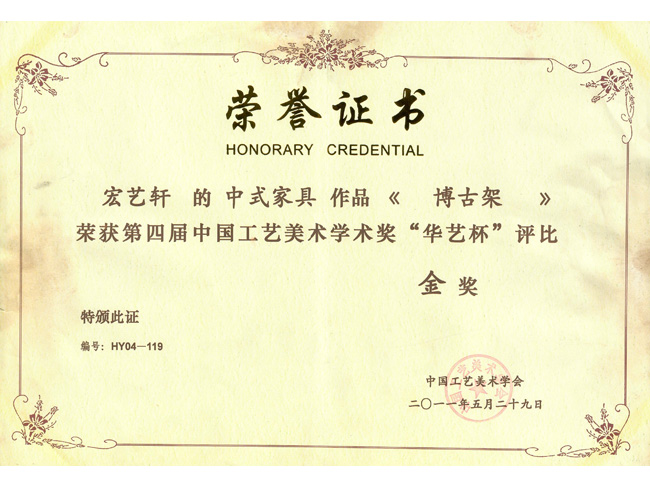 荣誉证书
HONORARY CREDENTIAL
宏艺轩 的 中式家具 作品《 博古架 》
荣获第四届中国工艺美术学术奖“华艺杯”评比
金奖
特颁此证
编号：HY04—119
中国工艺美术学会
二〇一一年五月二十九日